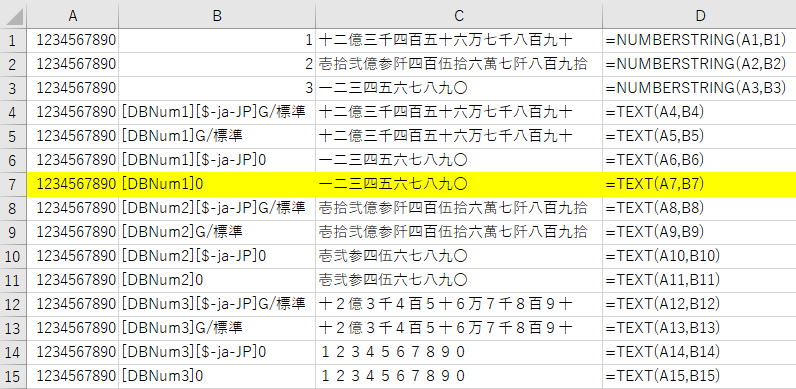 A B C D
1 1234567890 1 十二億三千四百五十六万七千八百九十 =NUMBERSTRING(A1,B1)
2 1234567890 2 壱拾弐億参阡四百伍拾六萬七阡八百九拾 =NUMBERSTRING(A2,B2)
3 1234567890 3 一二三四五六七八九〇 =NUMBERSTRING(A3,B3)
4 1234567890 [DBNum1][$-ja-JP]G/標準 十二億三千四百五十六万七千八百九十 =TEXT(A4,B4)
5 1234567890 [DBNum1]G/標準 十二億三千四百五十六万七千八百九十 =TEXT(A5,B5)
6 1234567890 [DBNum1][$-ja-JP]0 一二三四五六七八九〇 =TEXT(A6,B6)
7 1234567890 [DBNum1]0 一二三四五六七八九〇 =TEXT(A7,B7)
8 1234567890 [DBNum2][$-ja-JP]G/標準 壱拾弐億参阡四百伍拾六萬七阡八百九拾 =TEXT(A8,B8)
9 1234567890 [DBNum2]G/標準 壱拾弐億参阡四百伍拾六萬七阡八百九拾 =TEXT(A9,B9)
10 1234567890 [DBNum2][$-ja-JP]0 壱弐参四伍六七八九〇 =TEXT(A10,B10)
11 1234567890 [DBNum2]0 壱弐参四伍六七八九〇 =TEXT(A11,B11)
12 1234567890 [DBNum3][$-ja-JP]G/標準 十２億３千４百５十６万７千８百９十 =TEXT(A12,B12)
13 1234567890 [DBNum3]G/標準 十２億３千４百５十６万７千８百９十 =TEXT(A13,B13)
14 1234567890 [DBNum3][$-ja-JP]0 １２３４５６７８９０ =TEXT(A14,B14)
15 1234567890 [DBNum3]0 １２３４５６７８９０ =TEXT(A15,B15)